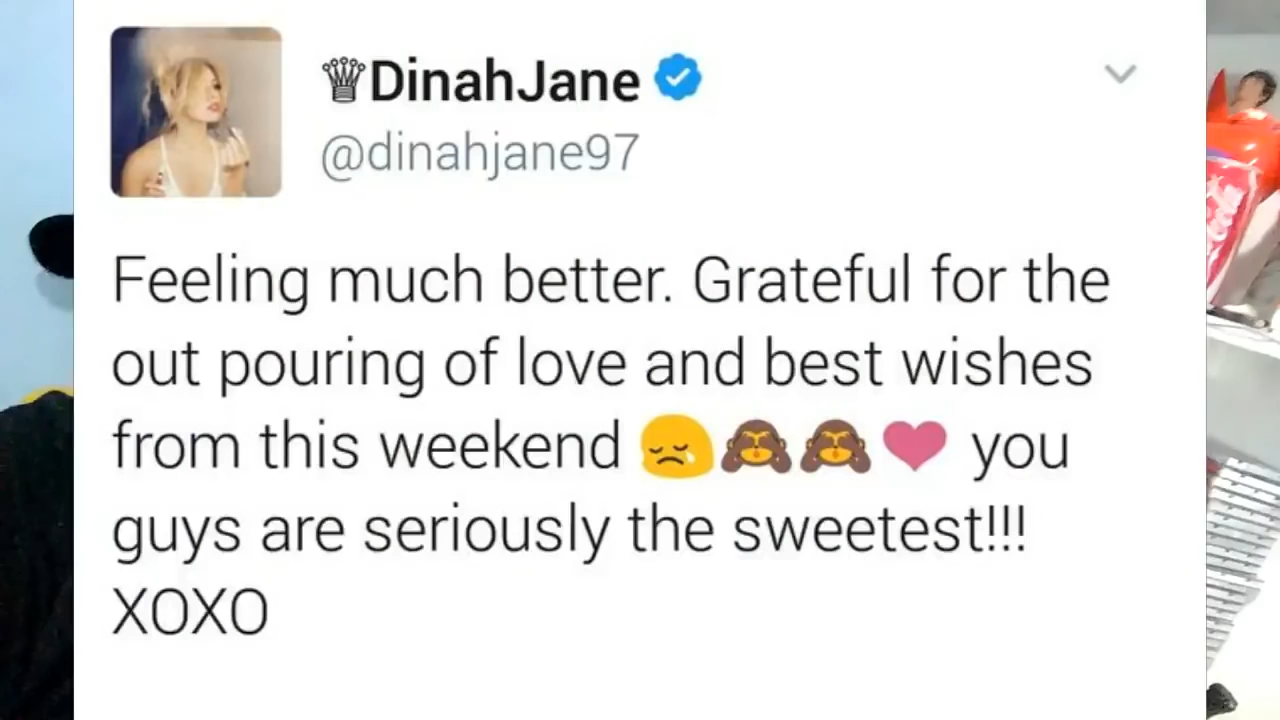 ♛DinahJane
@dinahjane97
Feeling much better. Grateful for the
out pouring of love and best wishes
from this weekend 😢🙈🙈❤ you
guys are seriously the sweetest!!!
XOXO